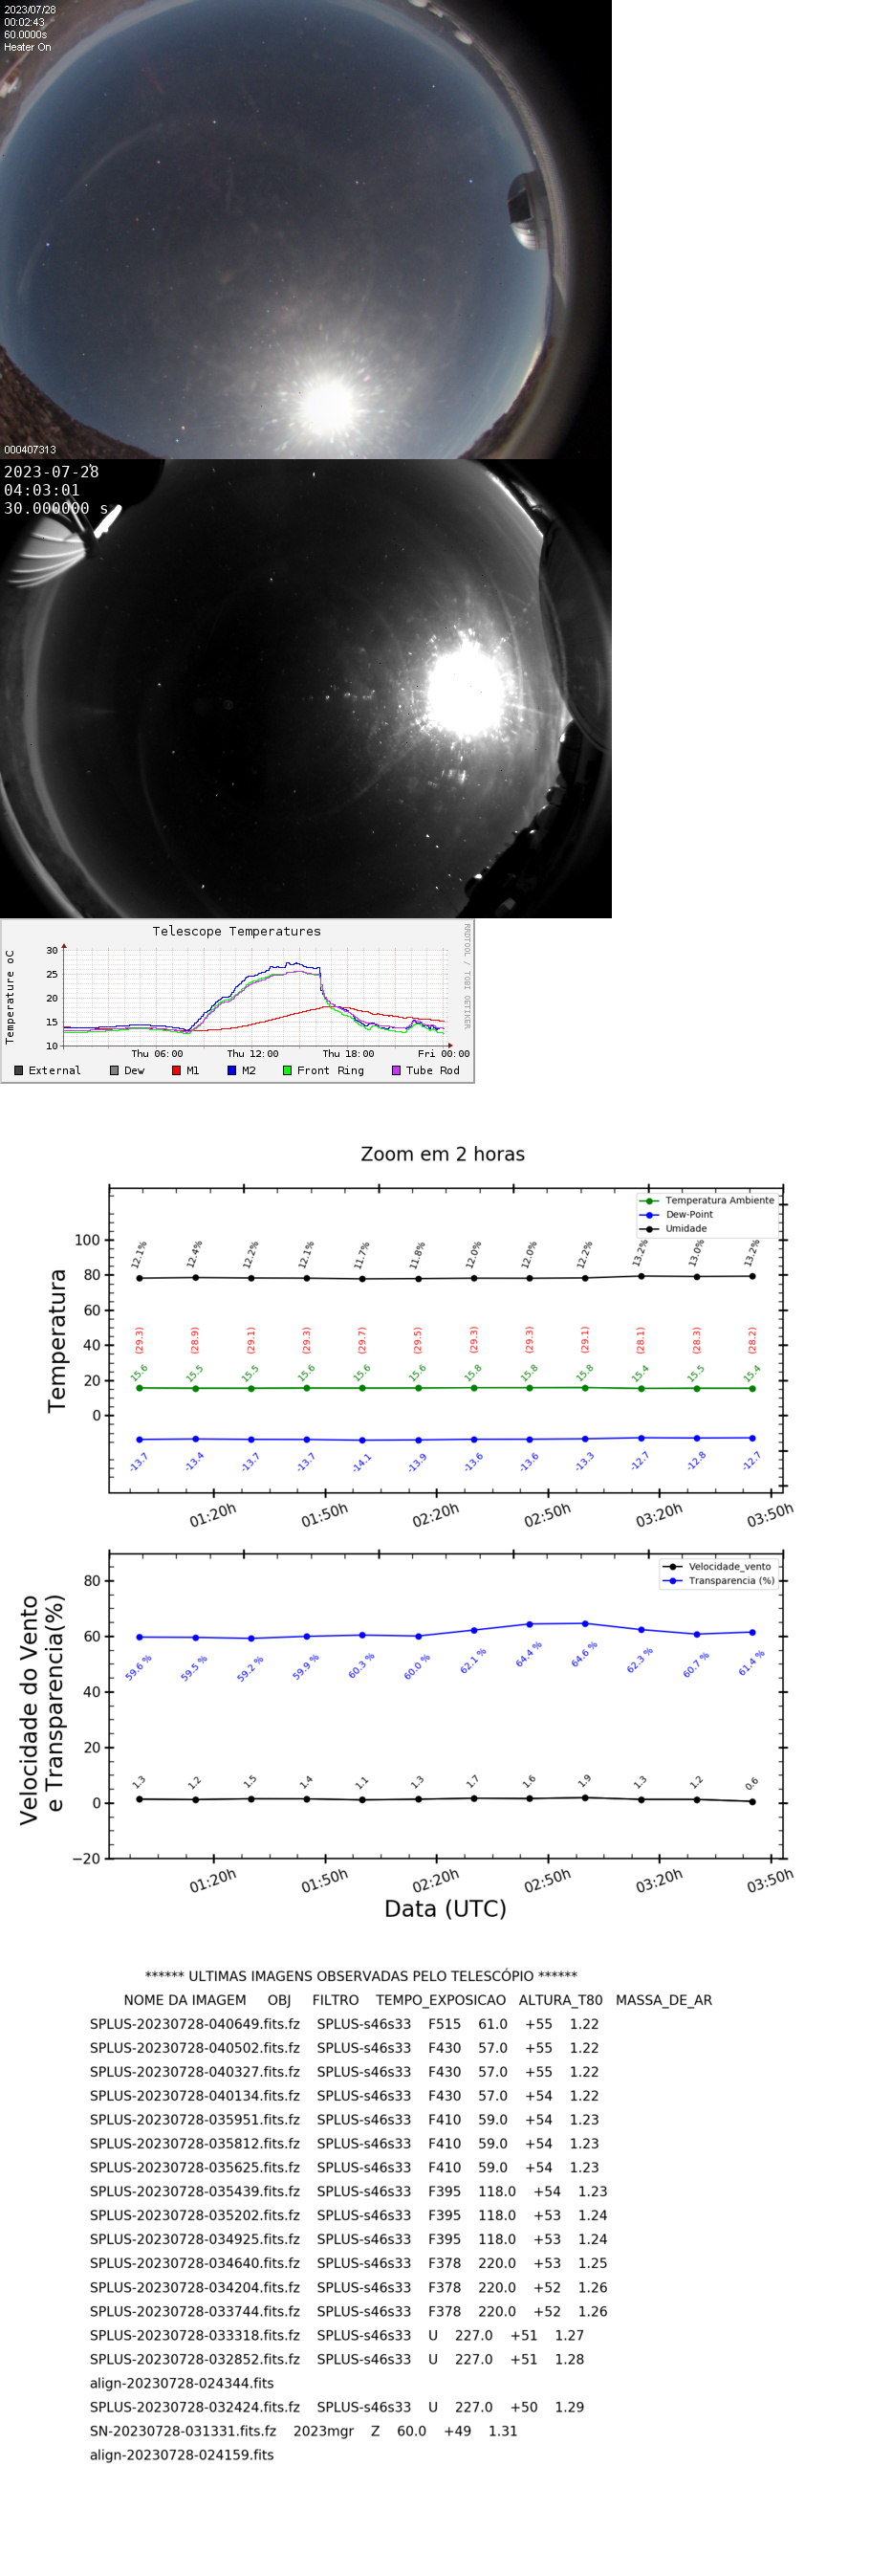 2023/07/28
00:02:43
60.0000s
Heater On
000407313
2023-07-28
04:03:01
30.000000 s
Telescope Temperatures
RRDTOOL / TOBI OETIKER
Temperature oC
30
25
20
15
10
Thu 06:00 Thu 12:00 Thu 18:00 Fri 00:00
External Dew M1 M2 Front Ring Tube Rod
Zoom em 2 horas
Temperatura Ambiente
Dew-Point
Umidade
Temperatura
100
80
60
40
20
0
12.1% 12.4% 12.2% 12.1% 11.7% 11.8% 12.0% 12.0% 12.2% 13.2% 13.0% 13.2%
(29.3) (28.9) (29.1) (29.3) (29.7) (29.5) (29.3) (29.3) (29.1) (28.1) (28.3) (28.2)
15.6 15.5 15.5 15.6 15.6 15.6 15.8 15.8 15.8 15.4 15.5 15.4
-13.7 -13.4 -13.7 -13.7 -14.1 -13.9 -13.6 -13.6 -13.3 -12.7 -12.8 -12.7
01:20h 01:50h 02:20h 02:50h 03:20h 03:50h
Velocidade_vento
Transparencia (%)
Velocidade do Vento
e Transparencia(%)
80
60
40
20
0
−20
59.6 % 59.5 % 59.2 % 59.9 % 60.3 % 60.0 % 62.1 % 64.4 % 64.6 % 62.3 % 60.7 % 61.4 %
1.3 1.2 1.5 1.4 1.1 1.3 1.7 1.6 1.9 1.3 1.2 0.6
01:20h 01:50h 02:20h 02:50h 03:20h 03:50h
Data (UTC)
****** ULTIMAS IMAGENS OBSERVADAS PELO TELESCÓPIO ******
NOME DA IMAGEM OBJ FILTRO TEMPO_EXPOSICAO ALTURA_T80 MASSA_DE_AR
SPLUS-20230728-040649.fits.fz SPLUS-s46s33 F515 61.0 +55 1.22
SPLUS-20230728-040502.fits.fz SPLUS-s46s33 F430 57.0 +55 1.22
SPLUS-20230728-040327.fits.fz SPLUS-s46s33 F430 57.0 +55 1.22
SPLUS-20230728-040134.fits.fz SPLUS-s46s33 F430 57.0 +54 1.22
SPLUS-20230728-035951.fits.fz SPLUS-s46s33 F410 59.0 +54 1.23
SPLUS-20230728-035812.fits.fz SPLUS-s46s33 F410 59.0 +54 1.23
SPLUS-20230728-035625.fits.fz SPLUS-s46s33 F410 59.0 +54 1.23
SPLUS-20230728-035439.fits.fz SPLUS-s46s33 F395 118.0 +54 1.23
SPLUS-20230728-035202.fits.fz SPLUS-s46s33 F395 118.0 +53 1.24
SPLUS-20230728-034925.fits.fz SPLUS-s46s33 F395 118.0 +53 1.24
SPLUS-20230728-034640.fits.fz SPLUS-s46s33 F378 220.0 +53 1.25
SPLUS-20230728-034204.fits.fz SPLUS-s46s33 F378 220.0 +52 1.26
SPLUS-20230728-033744.fits.fz SPLUS-s46s33 F378 220.0 +52 1.26
SPLUS-20230728-033318.fits.fz SPLUS-s46s33 U 227.0 +51 1.27
SPLUS-20230728-032852.fits.fz SPLUS-s46s33 U 227.0 +51 1.28
align-20230728-024344.fits
SPLUS-20230728-032424.fits.fz SPLUS-s46s33 U 227.0 +50 1.29
SN-20230728-031331.fits.fz 2023mgr Z 60.0 +49 1.31
align-20230728-024159.fits